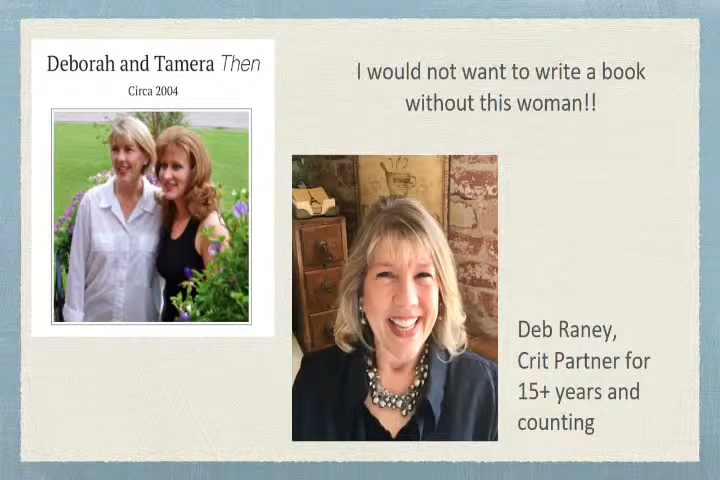 Deborah and Tamera Then
Circa 2004
I would not want to write a book
without this woman!!
Deb Raney,
Crit Partner for
15+ years and
counting